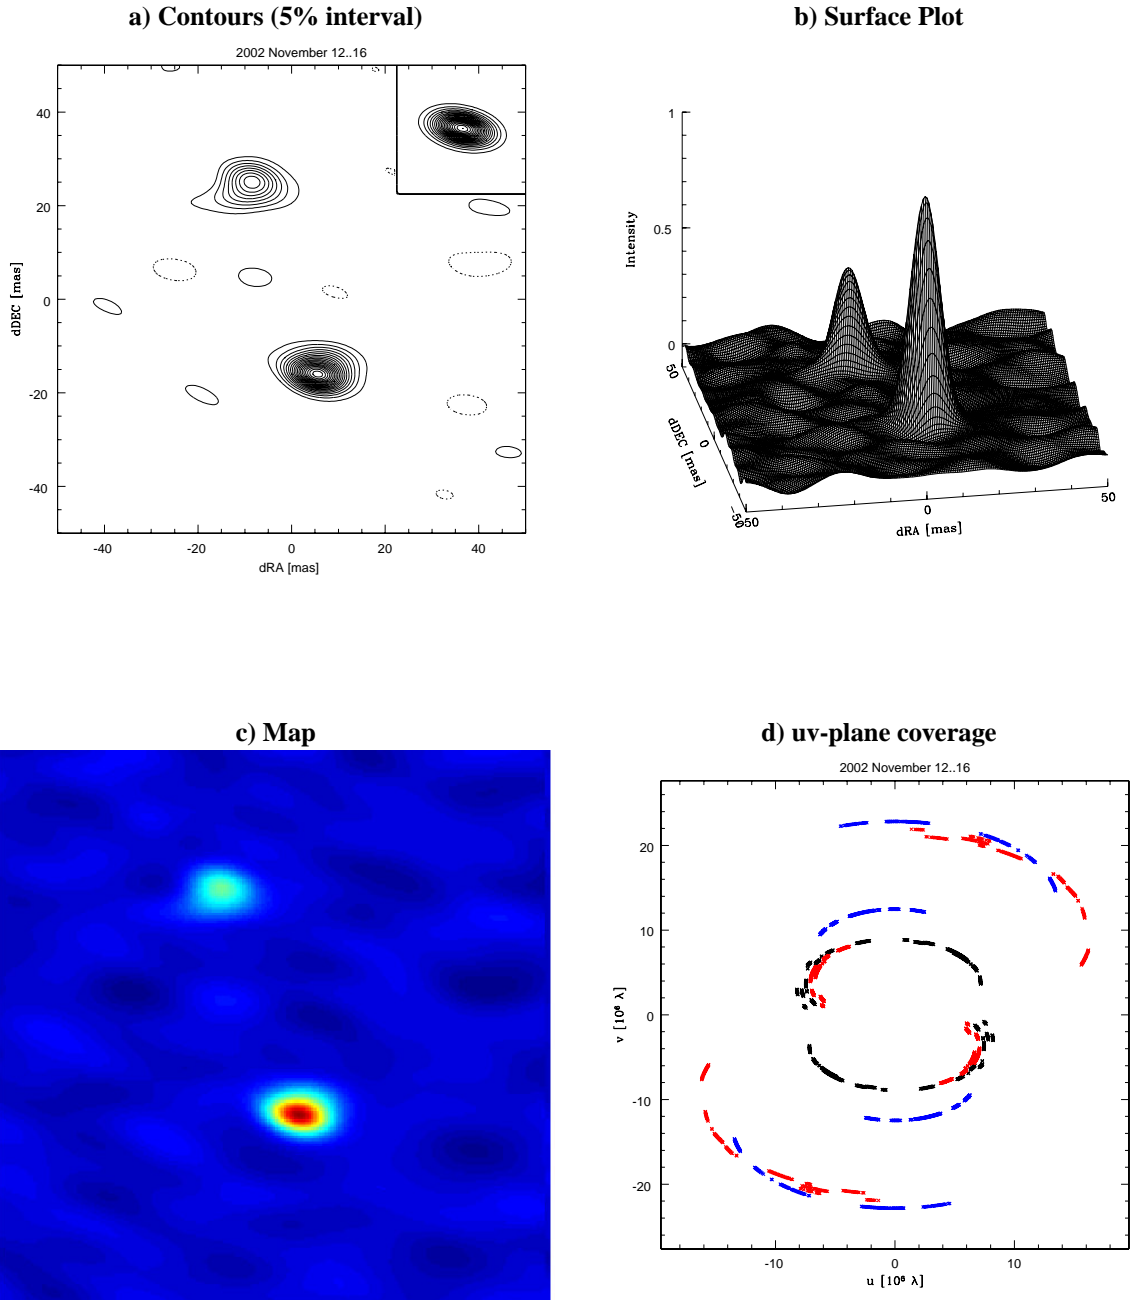 a) Contours (5% interval)
2002 November 12..16
40
20
0
-20
-40
dDEC [mas]
-40 -20 0 20 40
dRA [mas]
b) Surface Plot
1
0.5
0
Intensity
50
0
-50
dDEC [mas]
-50 0 50
dRA [mas]
c) Map
d) uv-plane coverage
2002 November 12..16
20
10
0
-10
-20
v [10⁶ λ]
-10 0 10
u [10⁶ λ]